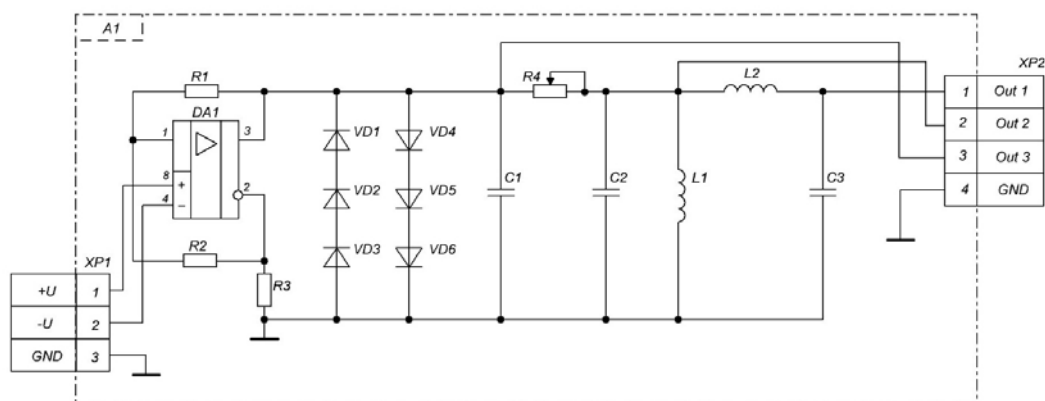 A1
R1
R4
L2
XP2
DA1
1
3
8
+
4
−
2
VD1
VD4
VD2
VD5
VD3
VD6
C1
C2
L1
C3
1 Out 1
2 Out 2
3 Out 3
4 GND
R2
R3
XP1
+U 1
-U 2
GND 3